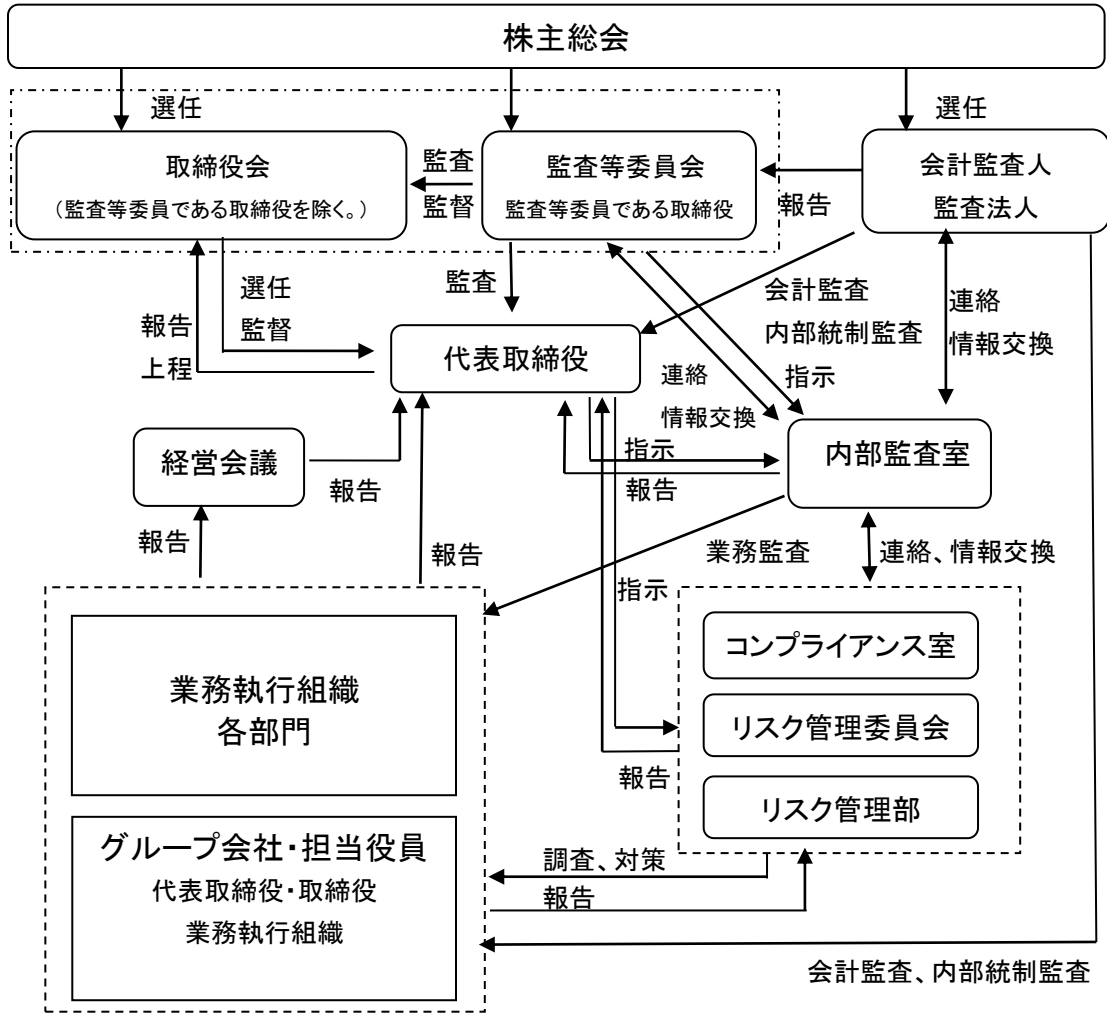 株主総会
選任
選任
取締役会
（監査等委員である取締役を除く。）
監査
監督
監査等委員会
監査等委員である取締役
報告
会計監査人
監査法人
選任
監督
報告
上程
監査
会計監査
内部統制監査
連絡
情報交換
代表取締役
連絡
情報交換
指示
経営会議
報告
指示
報告
内部監査室
報告
報告
業務監査
連絡、情報交換
指示
業務執行組織
各部門
コンプライアンス室
リスク管理委員会
報告
リスク管理部
グループ会社・担当役員
代表取締役・取締役
業務執行組織
調査、対策
報告
会計監査、内部統制監査